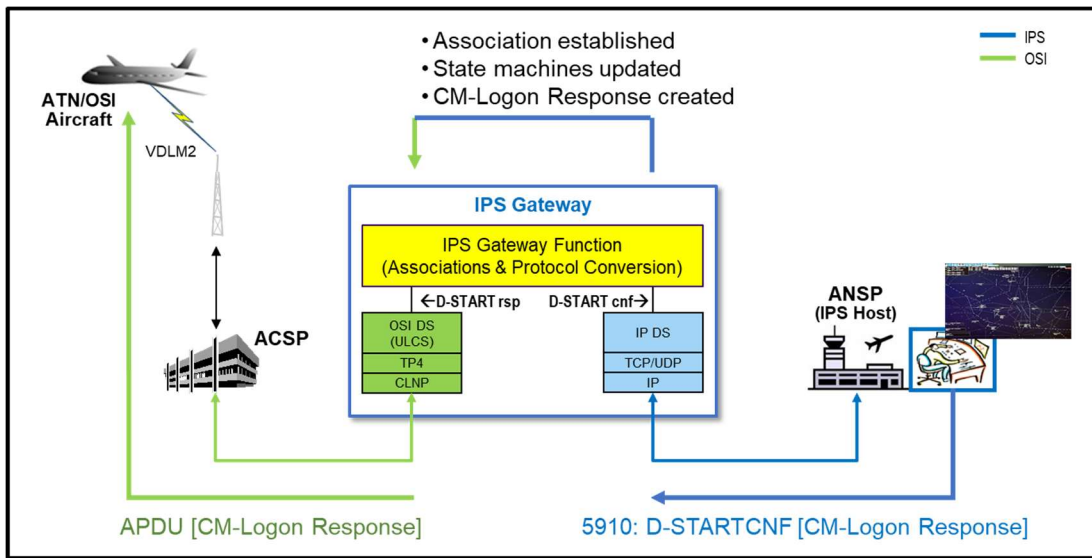 • Association established
• State machines updated
• CM-Logon Response created
IPS
OSI
ATN/OSI
Aircraft
VDLM2
ACSP
IPS Gateway
IPS Gateway Function
(Associations & Protocol Conversion)
←D-START rsp
D-START cnf→
OSI DS
(ULCS)
TP4
CLNP
IP DS
TCP/UDP
IP
ANSP
(IPS Host)
APDU [CM-Logon Response]
5910: D-STARTCNF [CM-Logon Response]